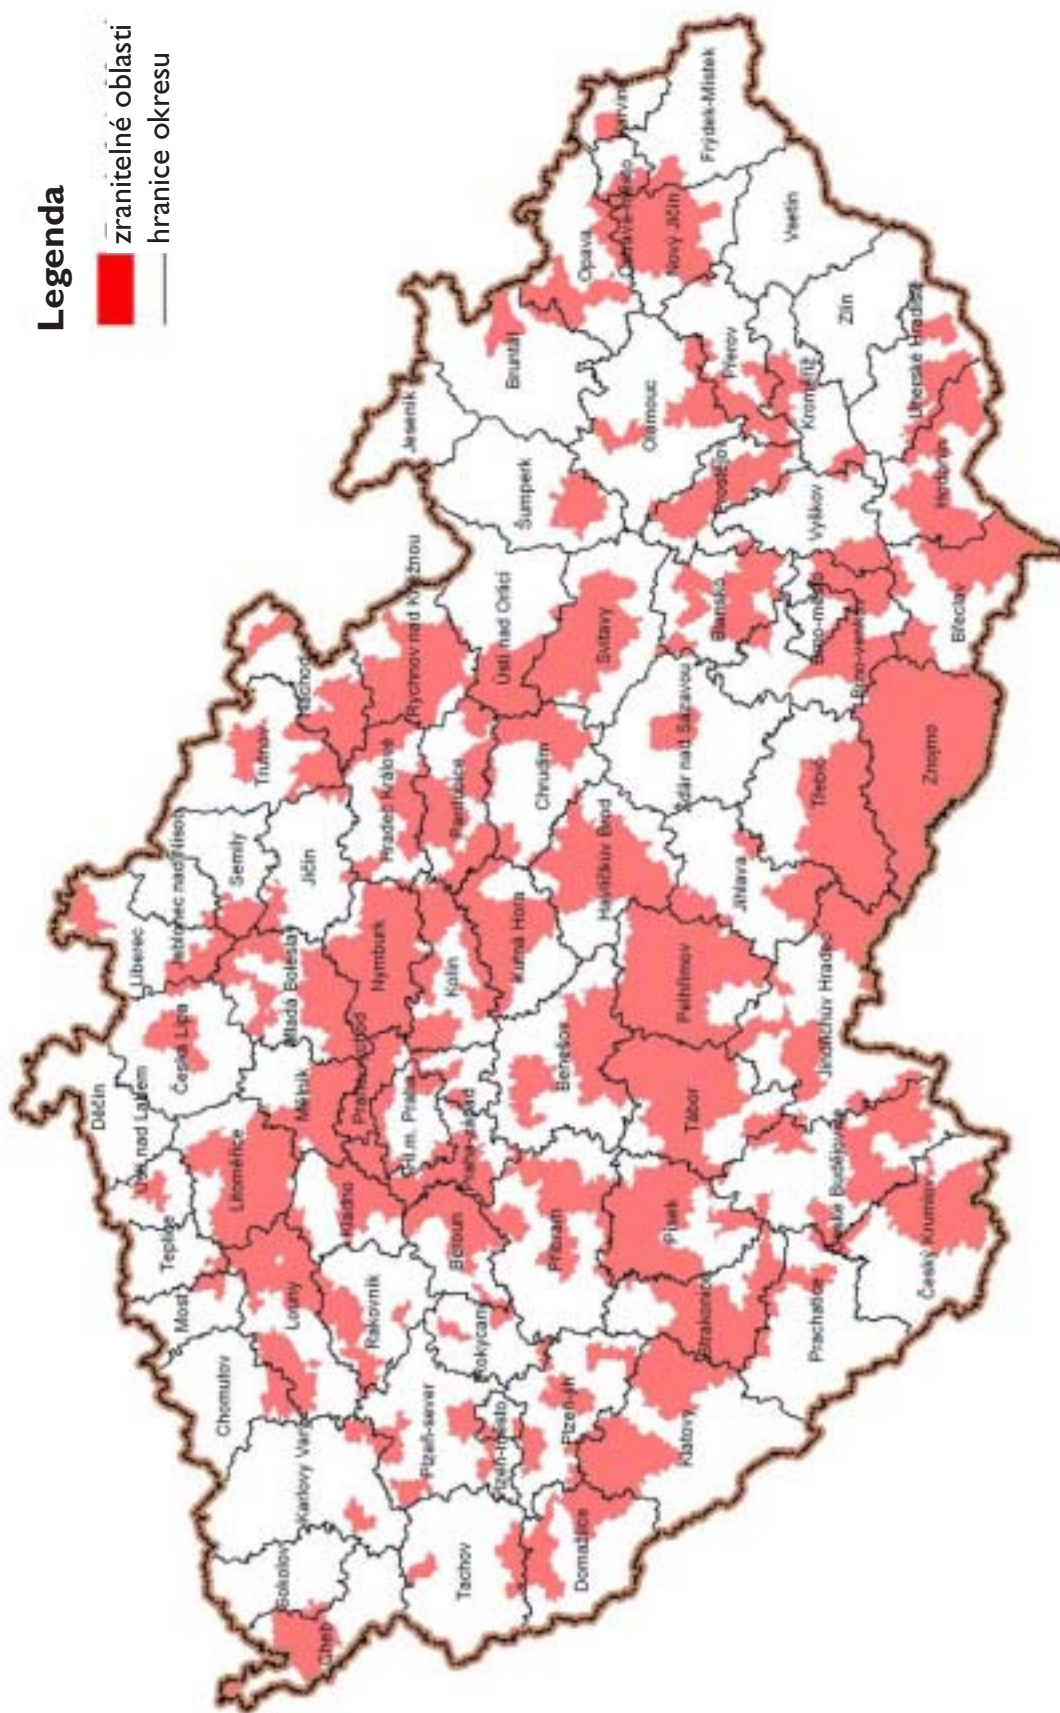 Legenda
zranitelné oblasti
hranice okresu
Děčín
Liberec
Jablonec nad Nisou
Ústí nad Labem
Česká Lípa
Teplice
Semily
Trutnov
Most
Litoměřice
Mělník
Mladá Boleslav
Jičín
Náchod
Chomutov
Louny
Jeseník
Karlovy Vary
Sokolov
Cheb
Kladno
Nymburk
Hradec Králové
Rychnov nad Kněžnou
Rakovník
Hl.m. Praha
Kolín
Pardubice
Šumperk
Bruntál
Plzeň-sever
Beroun
Praha-západ
Kutná Hora
Chrudim
Ústí nad Orlicí
Opava
Tachov
Rokycany
Plzeň-město
Příbram
Benešov
Havlíčkův Brod
Svitavy
Olomouc
Nový Jičín
Frýdek-Místek
Domažlice
Písek
Tábor
Pelhřimov
Žďár nad Sázavou
Blansko
Prostějov
Přerov
Vsetín
Klatovy
Strakonice
Jihlava
Třebíč
Brno-město
Vyškov
Kroměříž
Zlín
Prachatice
Jindřichův Hradec
Brno-venkov
Uherské Hradiště
Český Krumlov
Znojmo
Břeclav
Hodonín